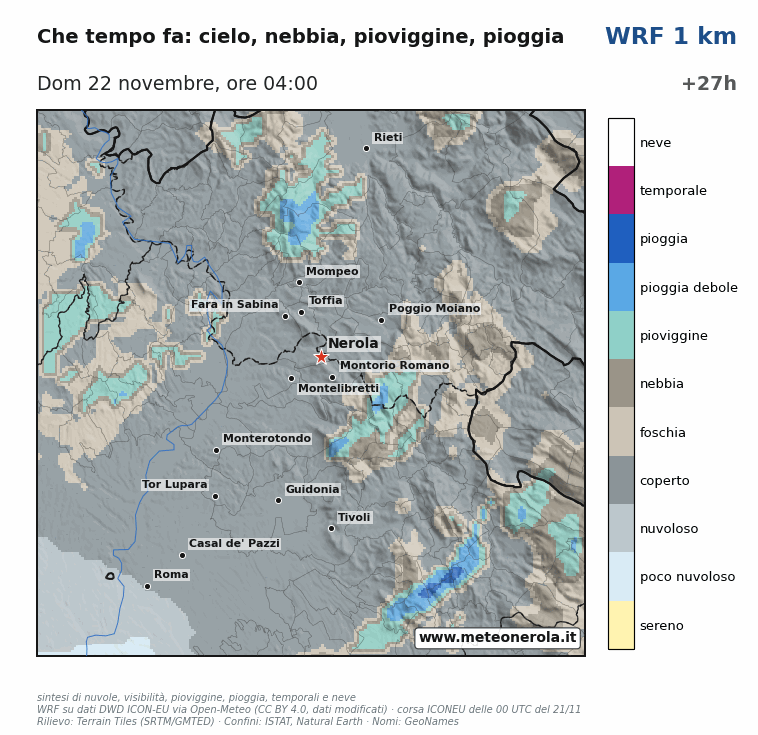 Che tempo fa: cielo, nebbia, pioviggine, pioggia
WRF 1 km
Dom 22 novembre, ore 04:00
+27h
Rieti
Mompeo
Fara in Sabina
Toffia
Poggio Moiano
Nerola
Montorio Romano
Montelibretti
Monterotondo
Tor Lupara
Guidonia
Tivoli
Casal de' Pazzi
Roma
www.meteonerola.it
neve
temporale
pioggia
pioggia debole
pioviggine
nebbia
foschia
coperto
nuvoloso
poco nuvoloso
sereno
sintesi di nuvole, visibilità, pioviggine, pioggia, temporali e neve
WRF su dati DWD ICON-EU via Open-Meteo (CC BY 4.0, dati modificati) · corsa ICONEU delle 00 UTC del 21/11
Rilievo: Terrain Tiles (SRTM/GMTED) · Confini: ISTAT, Natural Earth · Nomi: GeoNames